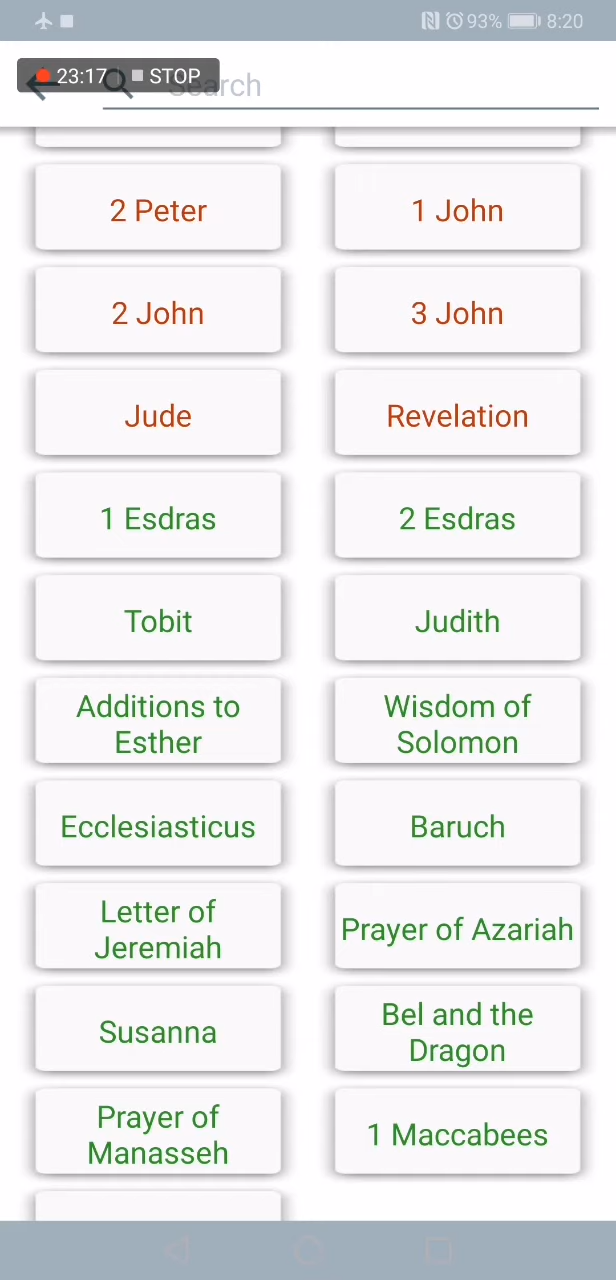 93% 8:20
23:17 STOP
Search
2 Peter
1 John
2 John
3 John
Jude
Revelation
1 Esdras
2 Esdras
Tobit
Judith
Additions to
Esther
Wisdom of
Solomon
Ecclesiasticus
Baruch
Letter of
Jeremiah
Prayer of Azariah
Susanna
Bel and the
Dragon
Prayer of
Manasseh
1 Maccabees